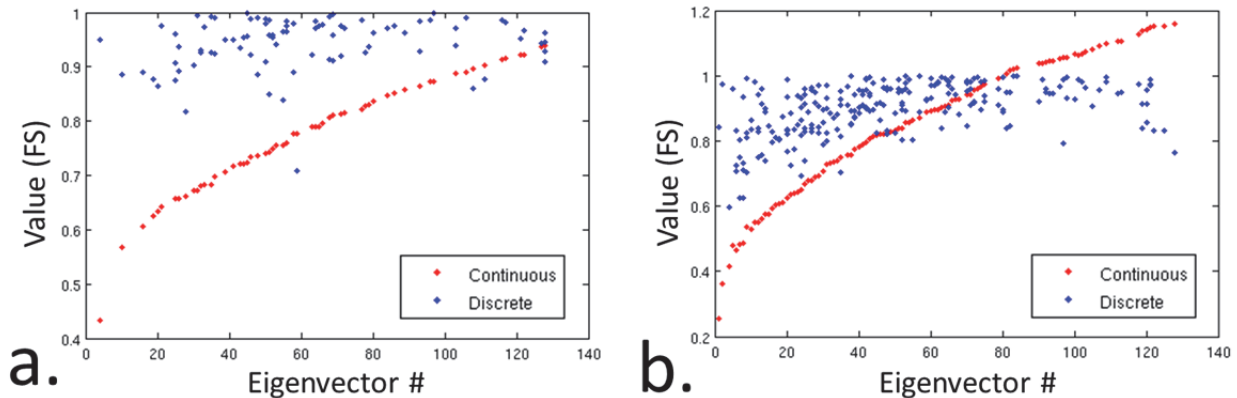 1
0.9
0.8
0.7
0.6
0.5
0.4
0 20 40 60 80 100 120 140
Value (FS)
Eigenvector #
Continuous
Discrete
a.
1.2
1
0.8
0.6
0.4
0.2
0 20 40 60 80 100 120 140
Value (FS)
Eigenvector #
Continuous
Discrete
b.